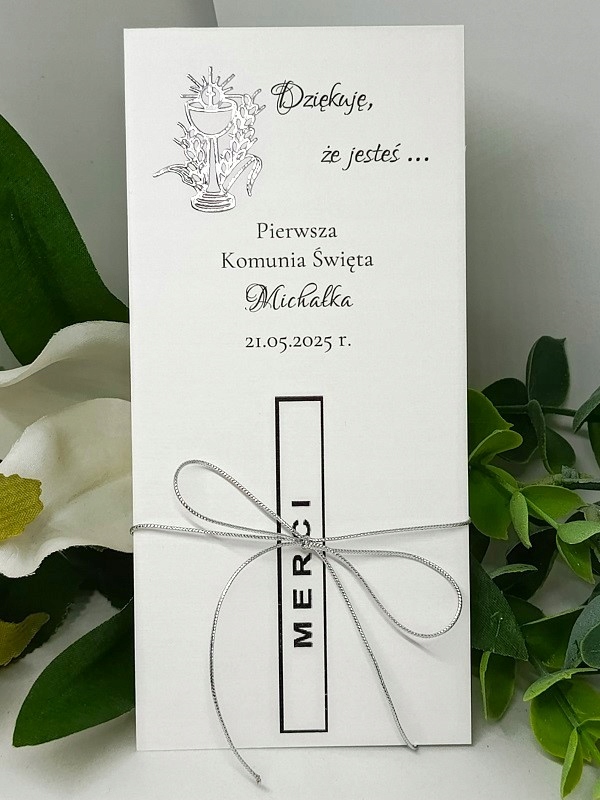 Dziękuję,
że jesteś ...
Pierwsza
Komunia Święta
Michałka
21.05.2025 r.
MERCI